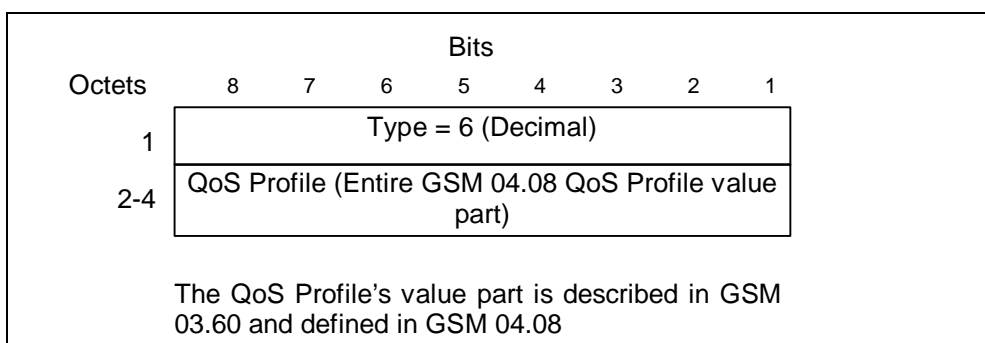 Bits
Octets 8 7 6 5 4 3 2 1
1 Type = 6 (Decimal)
2-4 QoS Profile (Entire GSM 04.08 QoS Profile value
part)
The QoS Profile's value part is described in GSM
03.60 and defined in GSM 04.08